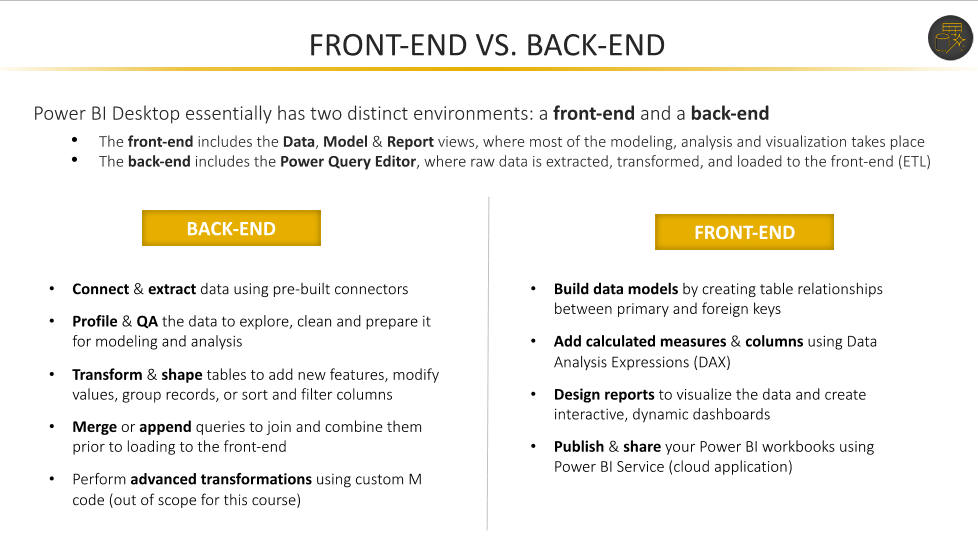 FRONT-END VS. BACK-END
Power BI Desktop essentially has two distinct environments: a front-end and a back-end
• The front-end includes the Data, Model & Report views, where most of the modeling, analysis and visualization takes place
• The back-end includes the Power Query Editor, where raw data is extracted, transformed, and loaded to the front-end (ETL)
BACK-END
• Connect & extract data using pre-built connectors
• Profile & QA the data to explore, clean and prepare it
for modeling and analysis
• Transform & shape tables to add new features, modify
values, group records, or sort and filter columns
• Merge or append queries to join and combine them
prior to loading to the front-end
• Perform advanced transformations using custom M
code (out of scope for this course)
FRONT-END
• Build data models by creating table relationships
between primary and foreign keys
• Add calculated measures & columns using Data
Analysis Expressions (DAX)
• Design reports to visualize the data and create
interactive, dynamic dashboards
• Publish & share your Power BI workbooks using
Power BI Service (cloud application)